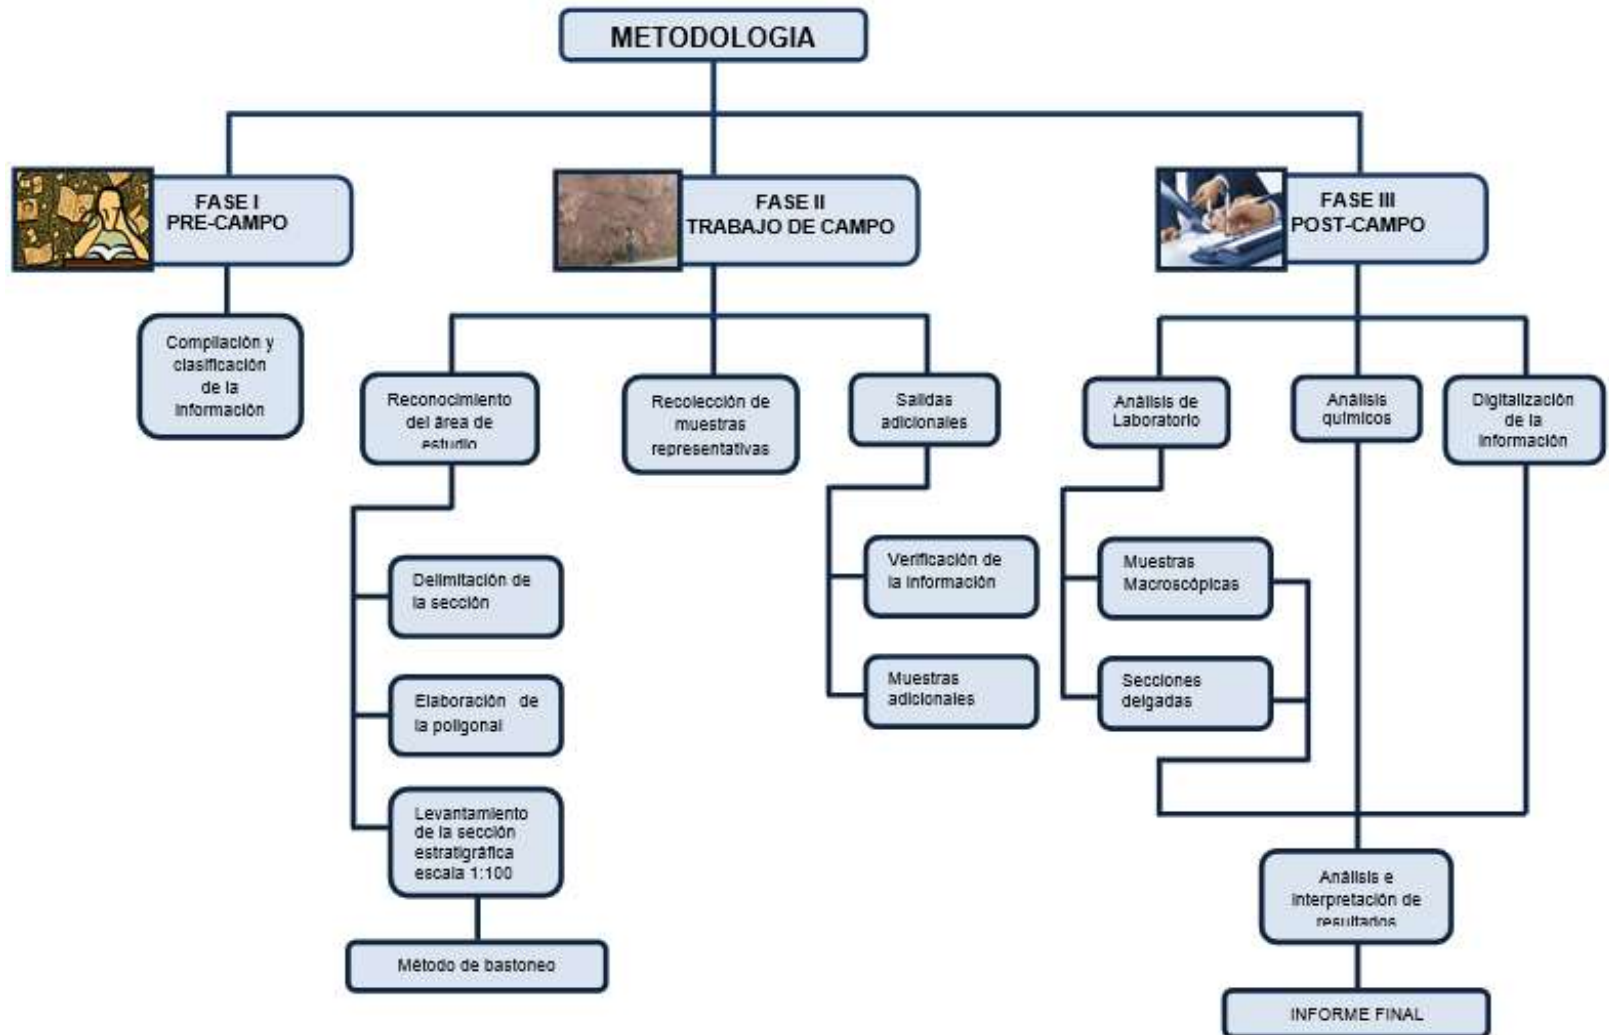 METODOLOGIA
FASE I
PRE-CAMPO
FASE II
TRABAJO DE CAMPO
FASE III
POST-CAMPO
Compilación y
clasificación
de la
Información
Reconocimiento
del área de
estudio
Recolección de
muestras
representativas
Salidas
adicionales
Análisis de
Laboratorio
Análisis
químicos
Digitalización
de la
Información
Delimitación de
la sección
Elaboración de
la poligonal
Levantamiento
de la sección
estratigráfica
escala 1:100
Método de bastoneo
Verificación de
la Información
Muestras
adicionales
Muestras
Macroscópicas
Secciones
delgadas
Análisis e
Interpretación de
resultados
INFORME FINAL